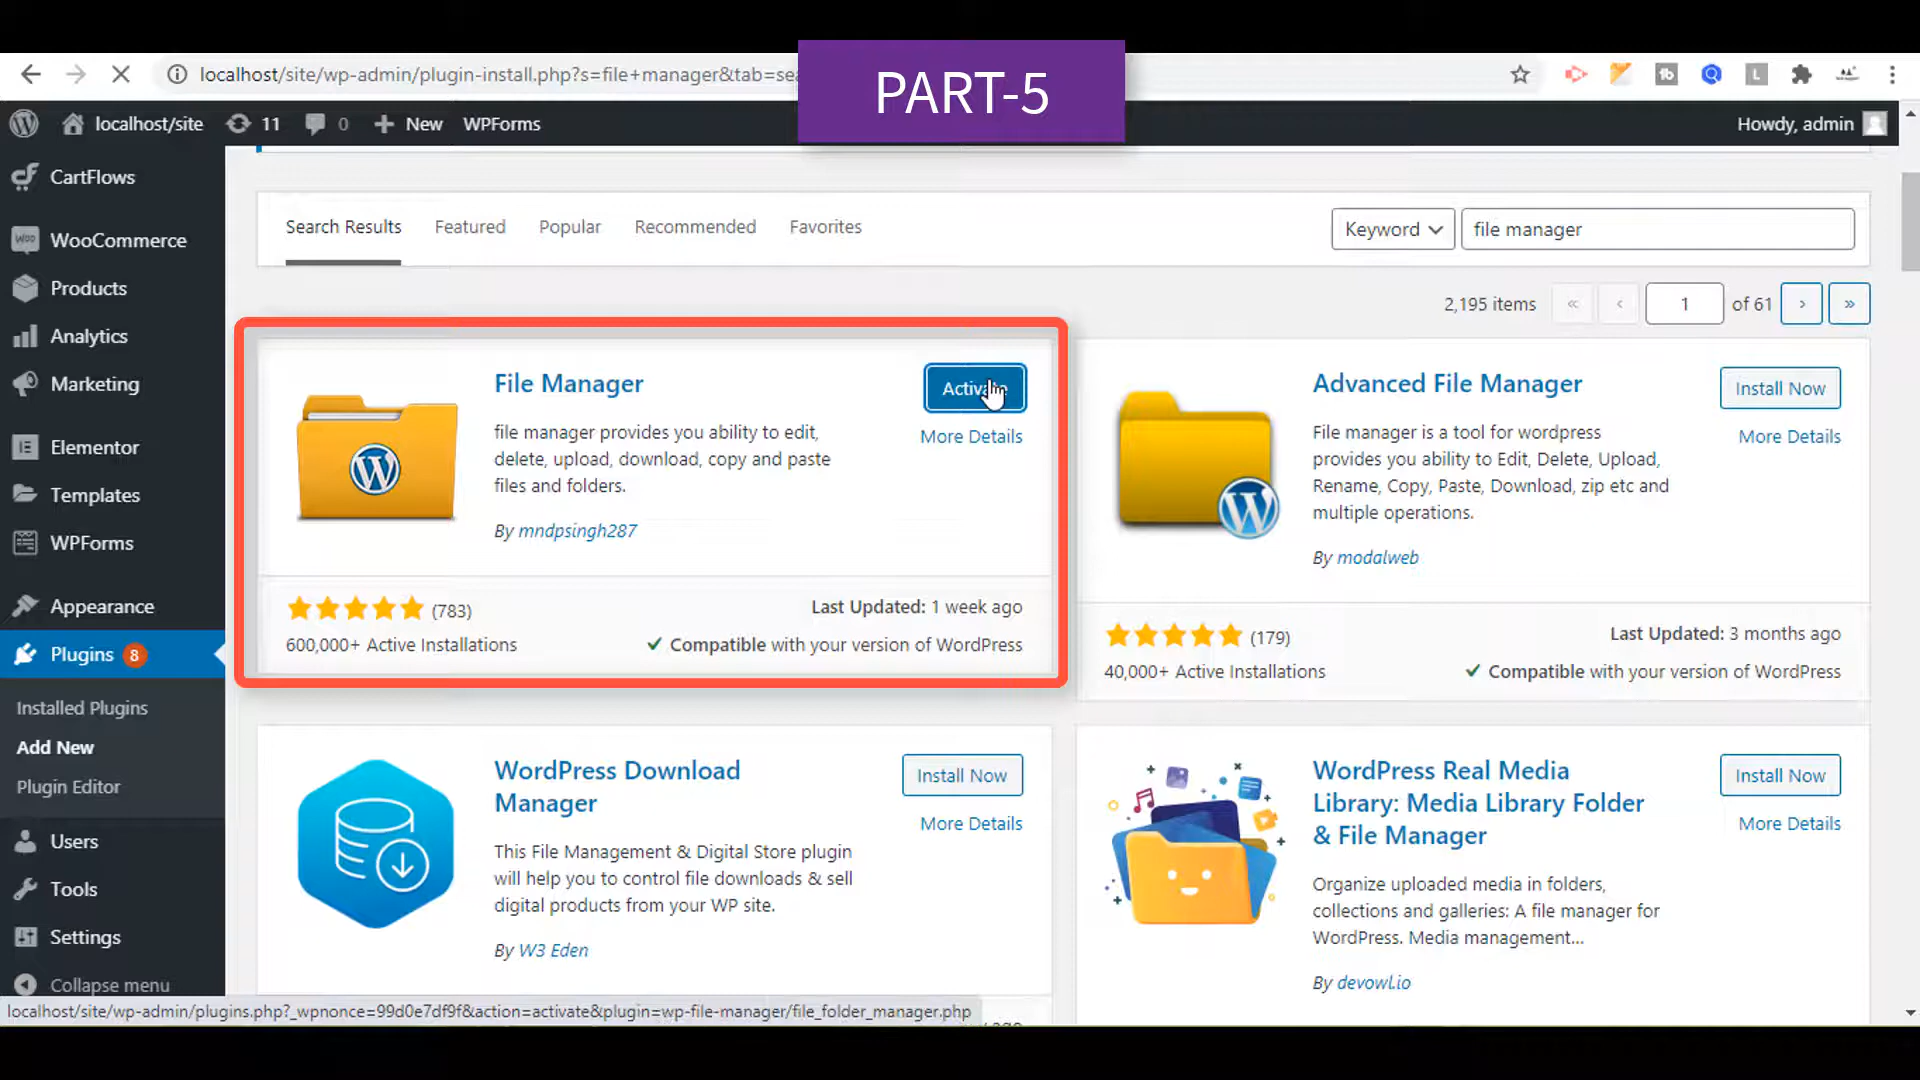 PART-5
localhost/site/wp-admin/plugin-install.php?s=file+manager&tab=sea
localhost/site 11 0 New WPForms Howdy, admin
CartFlows
WooCommerce
Products
Analytics
Marketing
Elementor
Templates
WPForms
Appearance
Plugins 8
Installed Plugins
Add New
Plugin Editor
Users
Tools
Settings
Collapse menu
Search Results Featured Popular Recommended Favorites Keyword file manager
2,195 items « ‹ 1 of 61 › »
File Manager
Activate
More Details
file manager provides you ability to edit,
delete, upload, download, copy and paste
files and folders.
By mndpsingh287
(783)
Last Updated: 1 week ago
600,000+ Active Installations
Compatible with your version of WordPress
Advanced File Manager
Install Now
More Details
File manager is a tool for wordpress
provides you ability to Edit, Delete, Upload,
Rename, Copy, Paste, Download, zip etc and
multiple operations.
By modalweb
(179)
Last Updated: 3 months ago
40,000+ Active Installations
Compatible with your version of WordPress
WordPress Download
Manager
Install Now
More Details
This File Management & Digital Store plugin
will help you to control file downloads & sell
digital products from your WP site.
By W3 Eden
WordPress Real Media
Library: Media Library Folder
& File Manager
Install Now
More Details
Organize uploaded media in folders,
collections and galleries: A file manager for
WordPress. Media management...
By devowl.io
localhost/site/wp-admin/plugins.php?_wpnonce=99d0e7df9f&action=activate&plugin=wp-file-manager/file_folder_manager.php